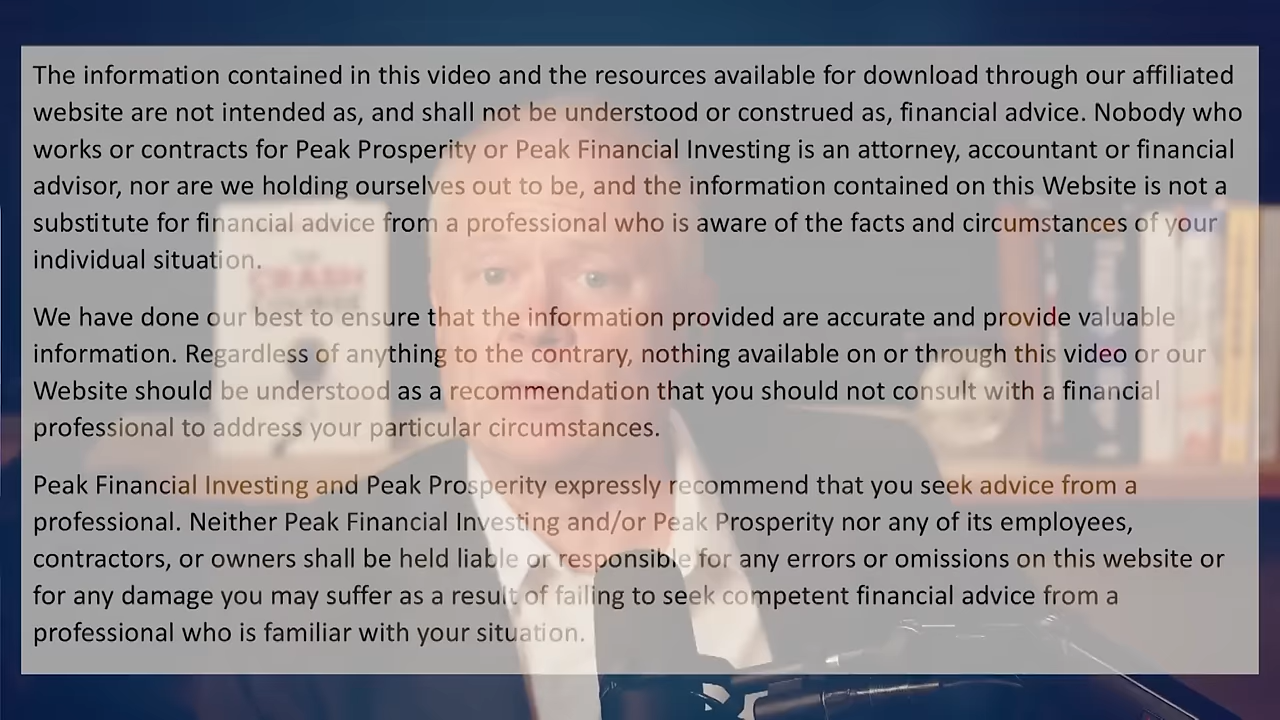 The information contained in this video and the resources available for download through our affiliated
website are not intended as, and shall not be understood or construed as, financial advice. Nobody who
works or contracts for Peak Prosperity or Peak Financial Investing is an attorney, accountant or financial
advisor, nor are we holding ourselves out to be, and the information contained on this Website is not a
substitute for financial advice from a professional who is aware of the facts and circumstances of your
individual situation.
We have done our best to ensure that the information provided are accurate and provide valuable
information. Regardless of anything to the contrary, nothing available on or through this video or our
Website should be understood as a recommendation that you should not consult with a financial
professional to address your particular circumstances.
Peak Financial Investing and Peak Prosperity expressly recommend that you seek advice from a
professional. Neither Peak Financial Investing and/or Peak Prosperity nor any of its employees,
contractors, or owners shall be held liable or responsible for any errors or omissions on this website or
for any damage you may suffer as a result of failing to seek competent financial advice from a
professional who is familiar with your situation.
CRASH
COURSE